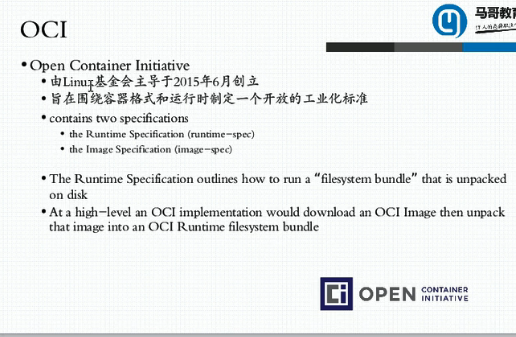 OCI
马哥教育
• Open Container Initiative
• 由Linux基金会主导于2015年6月创立
• 旨在围绕容器格式和运行时制定一个开放的工业化标准
• contains two specifications
• the Runtime Specification (runtime-spec)
• the Image Specification (image-spec)
• The Runtime Specification outlines how to run a “filesystem bundle” that is unpacked
on disk
• At a high-level an OCI implementation would download an OCI Image then unpack
that image into an OCI Runtime filesystem bundle
OPEN CONTAINER
INITIATIVE